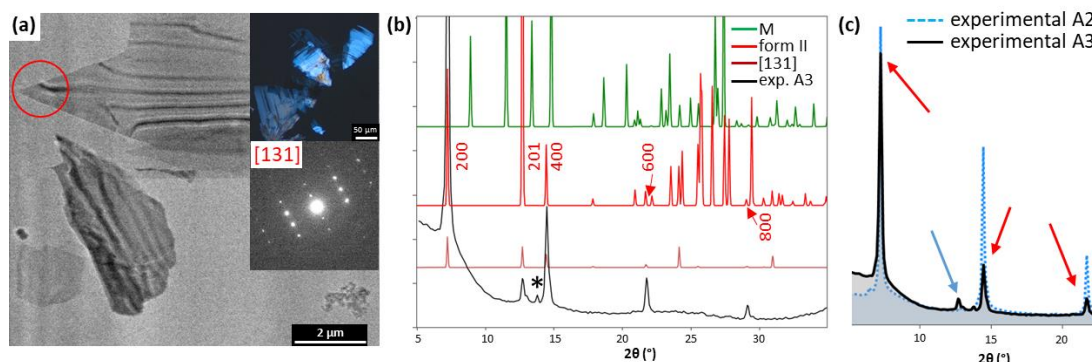 (a)
50 µm
[131]
2 µm
(b)
M
form II
[131]
exp. A3
200
201
400
600
800
*
5 10 15 20 25 30
2θ (°)
(c)
experimental A2
experimental A3
10 15 20
2θ (°)